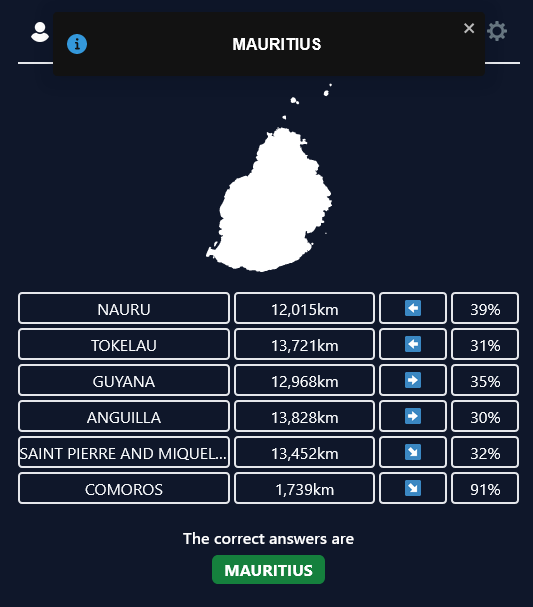 MAURITIUS
NAURU 12,015km 39%
TOKELAU 13,721km 31%
GUYANA 12,968km 35%
ANGUILLA 13,828km 30%
SAINT PIERRE AND MIQUEL... 13,452km 32%
COMOROS 1,739km 91%
The correct answers are
MAURITIUS